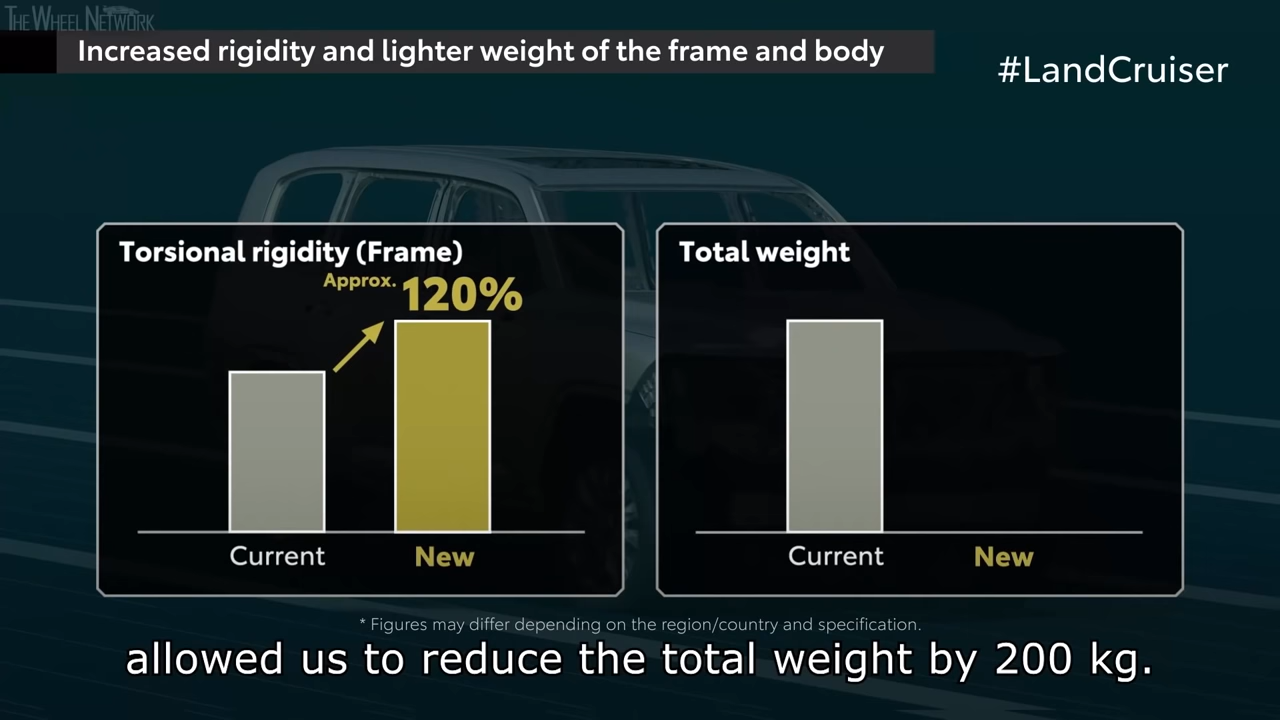 THE WHEEL NETWORK
Increased rigidity and lighter weight of the frame and body
#LandCruiser
Torsional rigidity (Frame)
Approx. 120%
Current New
Total weight
Current New
* Figures may differ depending on the region/country and specification.
allowed us to reduce the total weight by 200 kg.